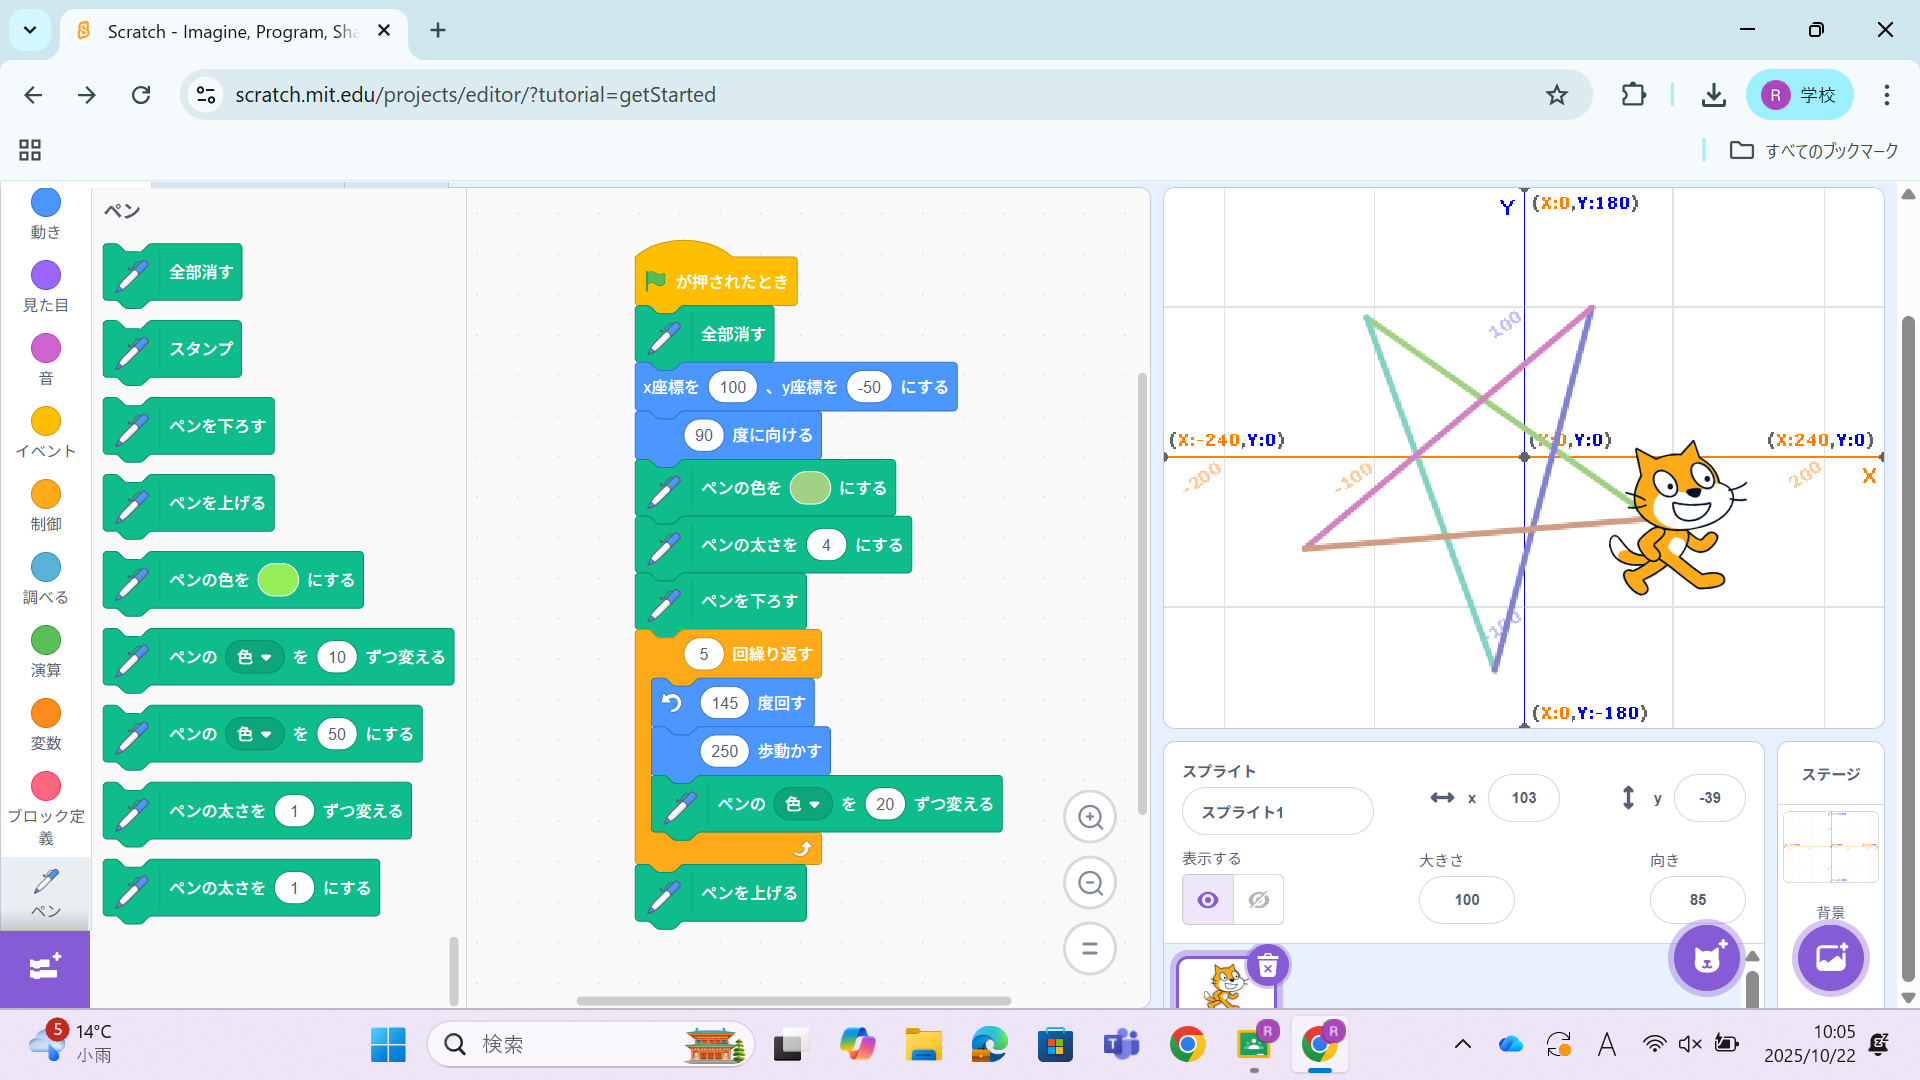 Scratch - Imagine, Program, Sha
scratch.mit.edu/projects/editor/?tutorial=getStarted
R 学校
すべてのブックマーク
動き
見た目
音
イベント
制御
調べる
演算
変数
ブロック定
義
ペン
ペン
全部消す
スタンプ
ペンを下ろす
ペンを上げる
ペンの色を にする
ペンの 色 を 10 ずつ変える
ペンの 色 を 50 にする
ペンの太さを 1 ずつ変える
ペンの太さを 1 にする
が押されたとき
全部消す
x座標を 100 、y座標を -50 にする
90 度に向ける
ペンの色を にする
ペンの太さを 4 にする
ペンを下ろす
5 回繰り返す
145 度回す
250 歩動かす
ペンの 色 を 20 ずつ変える
ペンを上げる
Y (X:0,Y:180)
100
(X:-240,Y:0) (X:0,Y:0) (X:240,Y:0)
-200 -100 200 X
-100
(X:0,Y:-180)
スプライト
スプライト1
x 103
y -39
表示する
大きさ
100
向き
85
ステージ
背景
5 14°C
小雨
検索
R R
A
10:05
2025/10/22